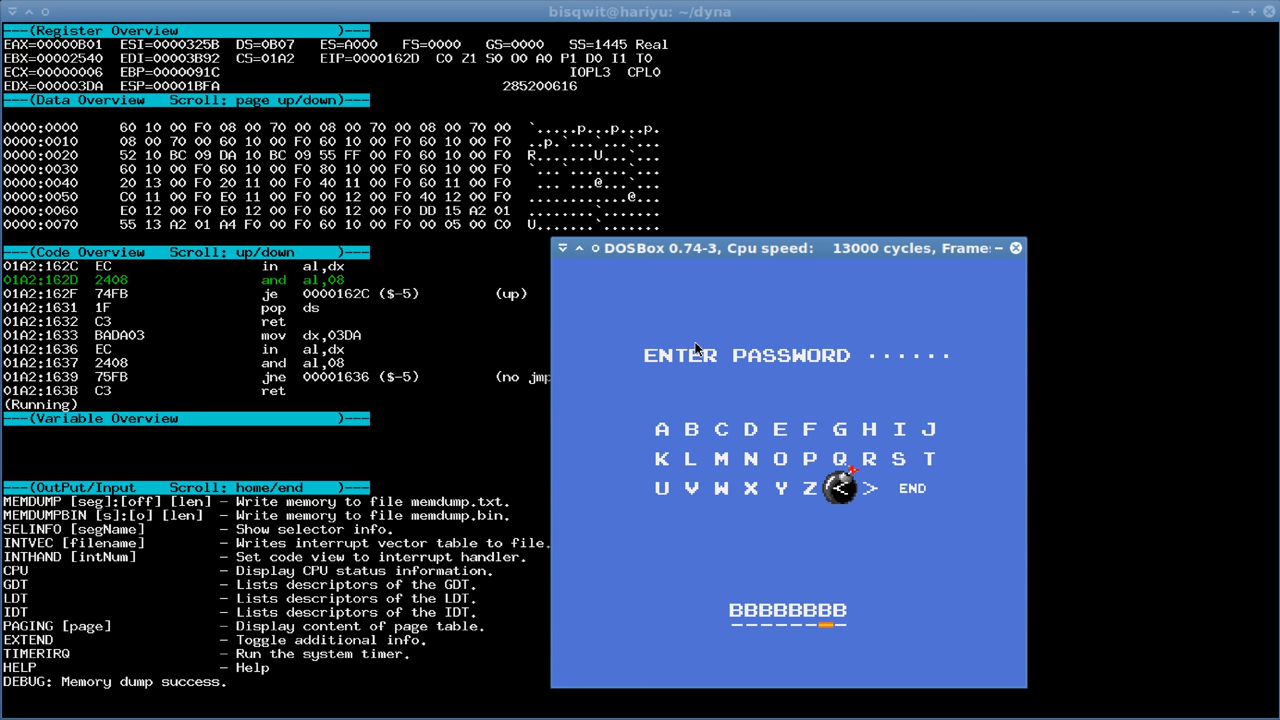 bisqwit@hariyu: ~/dyna
---(Register Overview )---
EAX=00000B01 ESI=0000325B DS=0B07 ES=A000 FS=0000 GS=0000 SS=1445 Real
EBX=00002540 EDI=00003B92 CS=01A2 EIP=0000162D C0 Z1 S0 O0 A0 P1 D0 I1 T0
ECX=00000006 EBP=0000091C IOPL3 CPL0
EDX=000003DA ESP=00001BFA 285200616
---(Data Overview Scroll: page up/down)---
0000:0000 60 10 00 F0 08 00 70 00 08 00 70 00 08 00 70 00 `.....p...p...p.
0000:0010 08 00 70 00 60 10 00 F0 60 10 00 F0 60 10 00 F0 ..p.`...`...`...
0000:0020 52 10 BC 09 DA 10 BC 09 55 FF 00 F0 60 10 00 F0 R.......U...`...
0000:0030 60 10 00 F0 60 10 00 F0 80 10 00 F0 60 10 00 F0 `...`.......`...
0000:0040 20 13 00 F0 20 11 00 F0 40 11 00 F0 60 11 00 F0 ... ...@...`...
0000:0050 C0 11 00 F0 E0 11 00 F0 00 12 00 F0 40 12 00 F0 ............@...
0000:0060 E0 12 00 F0 E0 12 00 F0 60 12 00 F0 DD 15 A2 01 ........`.......
0000:0070 55 13 A2 01 A4 F0 00 F0 60 10 00 F0 00 05 00 C0 U.......`.......
---(Code Overview Scroll: up/down )---
01A2:162C EC in al,dx
01A2:162D 2408 and al,08
01A2:162F 74FB je 0000162C ($-5) (up)
01A2:1631 1F pop ds
01A2:1632 C3 ret
01A2:1633 BADA03 mov dx,03DA
01A2:1636 EC in al,dx
01A2:1637 2408 and al,08
01A2:1639 75FB jne 00001636 ($-5) (no jmp
01A2:163B C3 ret
(Running)
---(Variable Overview )---
---(OutPut/Input Scroll: home/end )---
MEMDUMP [seg]:[off] [len] - Write memory to file memdump.txt.
MEMDUMPBIN [s]:[o] [len] - Write memory to file memdump.bin.
SELINFO [segName] - Show selector info.
INTVEC [filename] - Writes interrupt vector table to file.
INTHAND [intNum] - Set code view to interrupt handler.
CPU - Display CPU status information.
GDT - Lists descriptors of the GDT.
LDT - Lists descriptors of the LDT.
IDT - Lists descriptors of the IDT.
PAGING [page] - Display content of page table.
EXTEND - Toggle additional info.
TIMERIRQ - Run the system timer.
HELP - Help
DEBUG: Memory dump success.
DOSBox 0.74-3, Cpu speed: 13000 cycles, Frame
ENTER PASSWORD ······
A B C D E F G H I J
K L M N O P Q R S T
U V W X Y Z < > END
BBBBBBBB